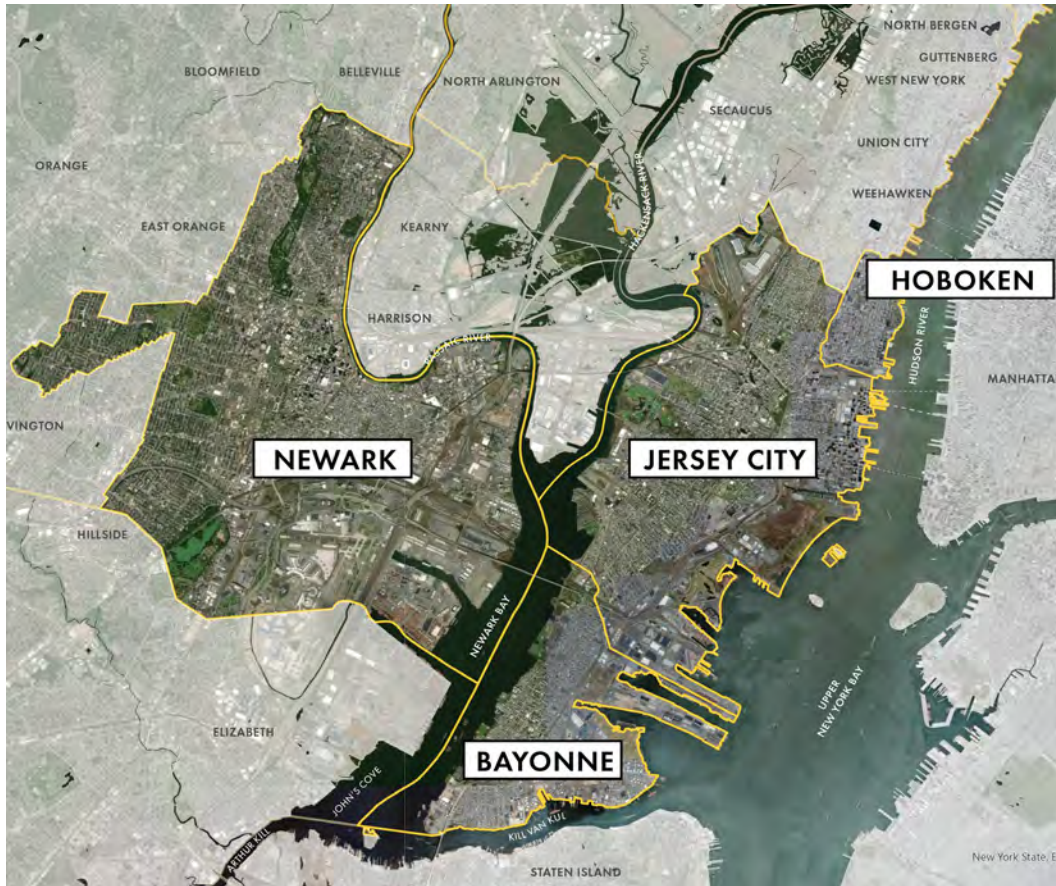 NORTH BERGEN
GUTTENBERG
BLOOMFIELD
BELLEVILLE
NORTH ARLINGTON
WEST NEW YORK
SECAUCUS
UNION CITY
ORANGE
WEEHAWKEN
EAST ORANGE
KEARNY
HACKENSACK RIVER
HOBOKEN
HARRISON
PASSAIC RIVER
HUDSON RIVER
MANHATTA
VINGTON
NEWARK
JERSEY CITY
HILLSIDE
NEWARK BAY
UPPER
NEW YORK BAY
ELIZABETH
BAYONNE
JOHN'S COVE
KILL VAN KUL
ARTHUR KILL
New York State, E
STATEN ISLAND